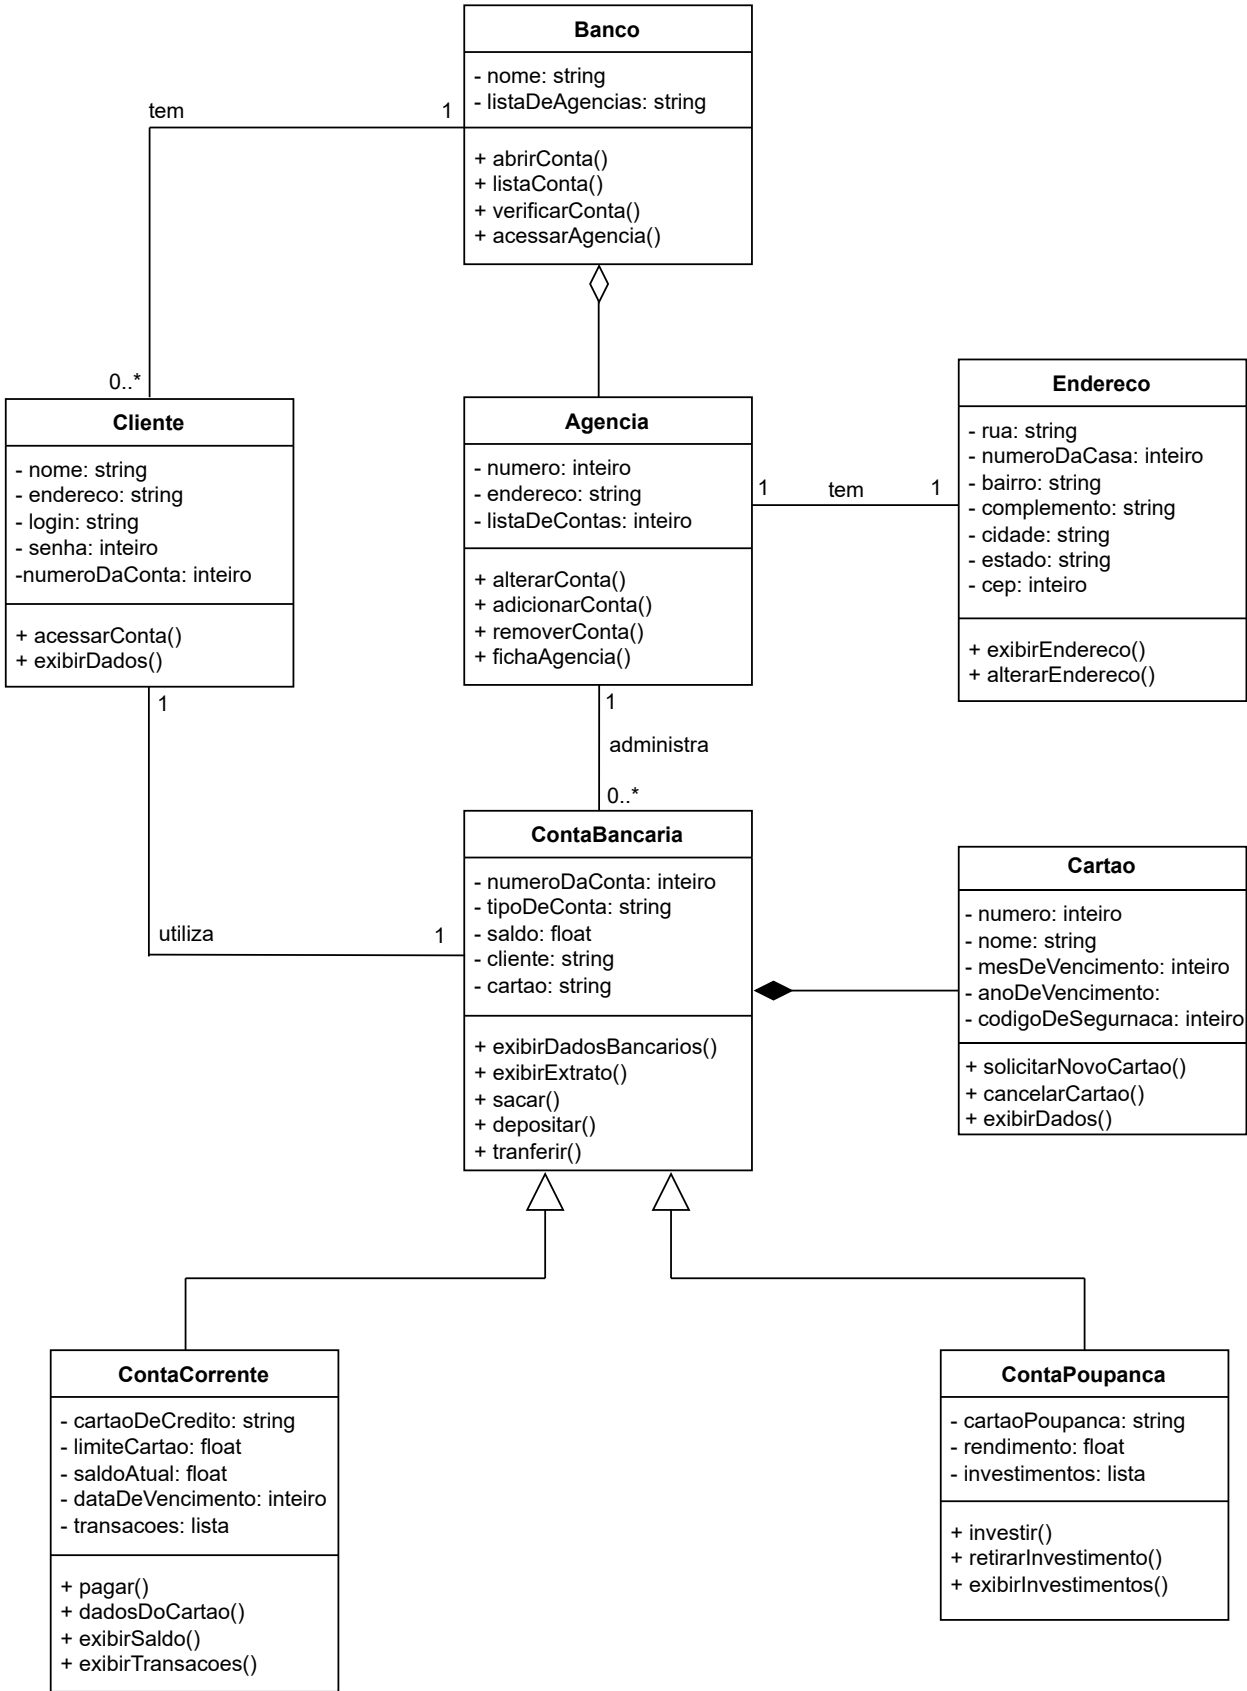 Banco
- nome: string
- listaDeAgencias: string
+ abrirConta()
+ listaConta()
+ verificarConta()
+ acessarAgencia()
tem
1
0..*
Cliente
- nome: string
- endereco: string
- login: string
- senha: inteiro
-numeroDaConta: inteiro
+ acessarConta()
+ exibirDados()
Agencia
- numero: inteiro
- endereco: string
- listaDeContas: inteiro
+ alterarConta()
+ adicionarConta()
+ removerConta()
+ fichaAgencia()
1
tem
1
Endereco
- rua: string
- numeroDaCasa: inteiro
- bairro: string
- complemento: string
- cidade: string
- estado: string
- cep: inteiro
+ exibirEndereco()
+ alterarEndereco()
1
utiliza
1
1
administra
0..*
ContaBancaria
- numeroDaConta: inteiro
- tipoDeConta: string
- saldo: float
- cliente: string
- cartao: string
+ exibirDadosBancarios()
+ exibirExtrato()
+ sacar()
+ depositar()
+ tranferir()
Cartao
- numero: inteiro
- nome: string
- mesDeVencimento: inteiro
- anoDeVencimento:
- codigoDeSegurnaca: inteiro
+ solicitarNovoCartao()
+ cancelarCartao()
+ exibirDados()
ContaCorrente
- cartaoDeCredito: string
- limiteCartao: float
- saldoAtual: float
- dataDeVencimento: inteiro
- transacoes: lista
+ pagar()
+ dadosDoCartao()
+ exibirSaldo()
+ exibirTransacoes()
ContaPoupanca
- cartaoPoupanca: string
- rendimento: float
- investimentos: lista
+ investir()
+ retirarInvestimento()
+ exibirInvestimentos()